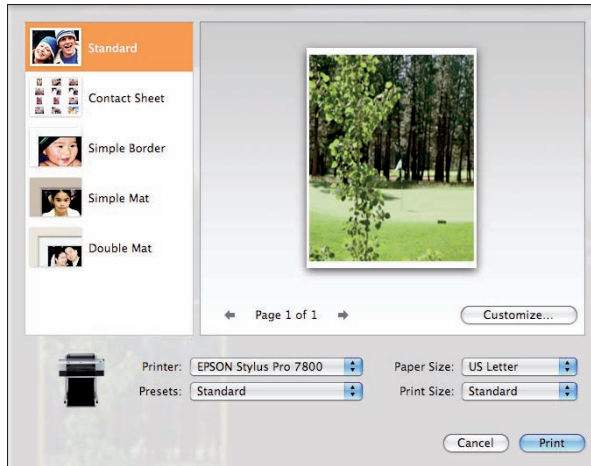 Standard
Contact Sheet
Simple Border
Simple Mat
Double Mat
Page 1 of 1
Customize...
Printer: EPSON Stylus Pro 7800
Paper Size: US Letter
Presets: Standard
Print Size: Standard
Cancel
Print